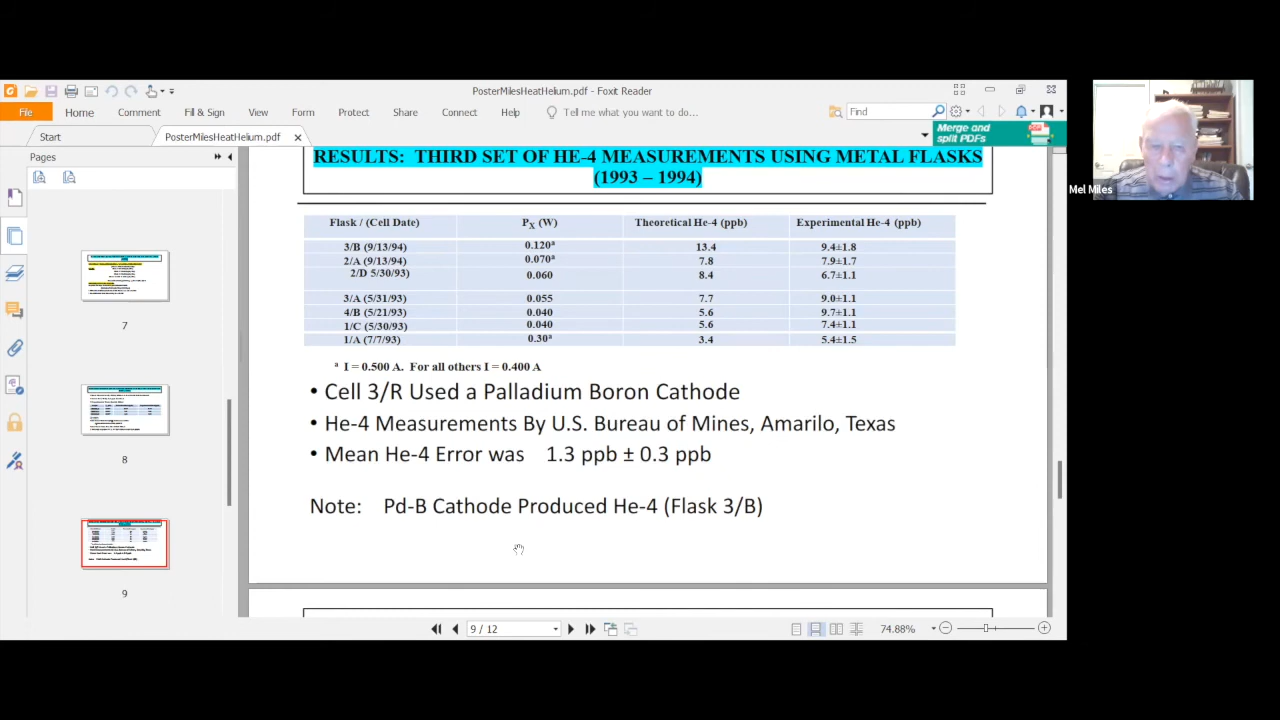 PosterMilesHeatHelium.pdf - Foxit Reader
File Home Comment Fill & Sign View Form Protect Share Connect Help Tell me what you want to do... Find
Start PosterMilesHeatHelium.pdf
Merge and
split PDFs
Pages
7
8
9
RESULTS: THIRD SET OF HE-4 MEASUREMENTS USING METAL FLASKS
(1993 – 1994)
Flask / (Cell Date) PX (W) Theoretical He-4 (ppb) Experimental He-4 (ppb)
3/B (9/13/94) 0.120a 13.4 9.4±1.8
2/A (9/13/94) 0.070a 7.8 7.9±1.7
2/D 5/30/93) 0.060 8.4 6.7±1.1
3/A (5/31/93) 0.055 7.7 9.0±1.1
4/B (5/21/93) 0.040 5.6 9.7±1.1
1/C (5/30/93) 0.040 5.6 7.4±1.1
1/A (7/7/93) 0.30a 3.4 5.4±1.5
a I = 0.500 A. For all others I = 0.400 A
• Cell 3/R Used a Palladium Boron Cathode
• He-4 Measurements By U.S. Bureau of Mines, Amarilo, Texas
• Mean He-4 Error was 1.3 ppb ± 0.3 ppb
Note: Pd-B Cathode Produced He-4 (Flask 3/B)
9 / 12
74.88%
Mel Miles